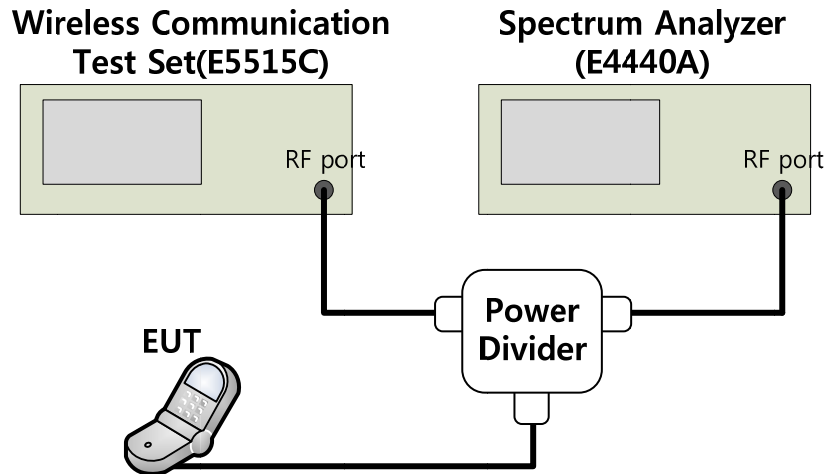 Wireless Communication
Test Set(E5515C)
Spectrum Analyzer
(E4440A)
RF port
RF port
Power
Divider
EUT